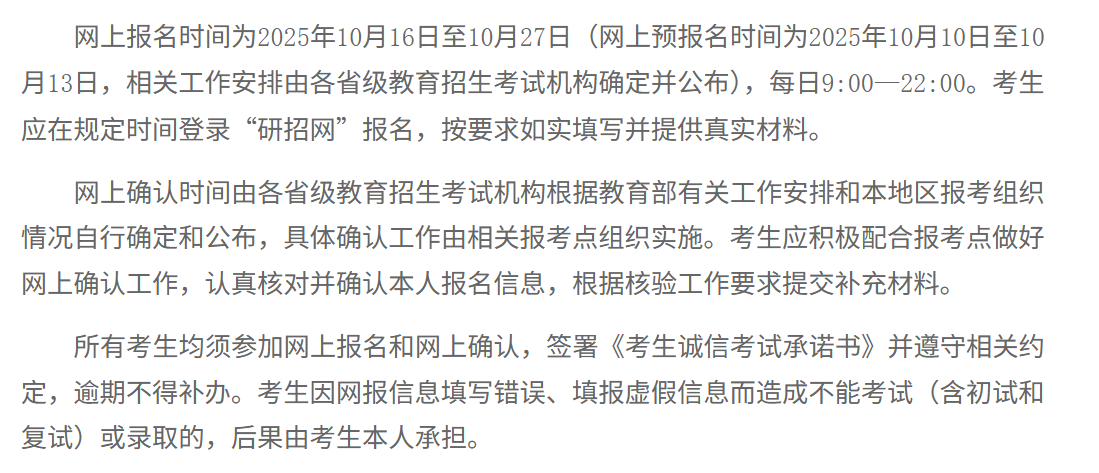 网上报名时间为2025年10月16日至10月27日（网上预报名时间为2025年10月10日至10
月13日，相关工作安排由各省级教育招生考试机构确定并公布），每日9:00—22:00。考生
应在规定时间登录“研招网”报名，按要求如实填写并提供真实材料。
网上确认时间由各省级教育招生考试机构根据教育部有关工作安排和本地区报考组织
情况自行确定和公布，具体确认工作由相关报考点组织实施。考生应积极配合报考点做好
网上确认工作，认真核对并确认本人报名信息，根据核验工作要求提交补充材料。
所有考生均须参加网上报名和网上确认，签署《考生诚信考试承诺书》并遵守相关约
定，逾期不得补办。考生因网报信息填写错误、填报虚假信息而造成不能考试（含初试和
复试）或录取的，后果由考生本人承担。